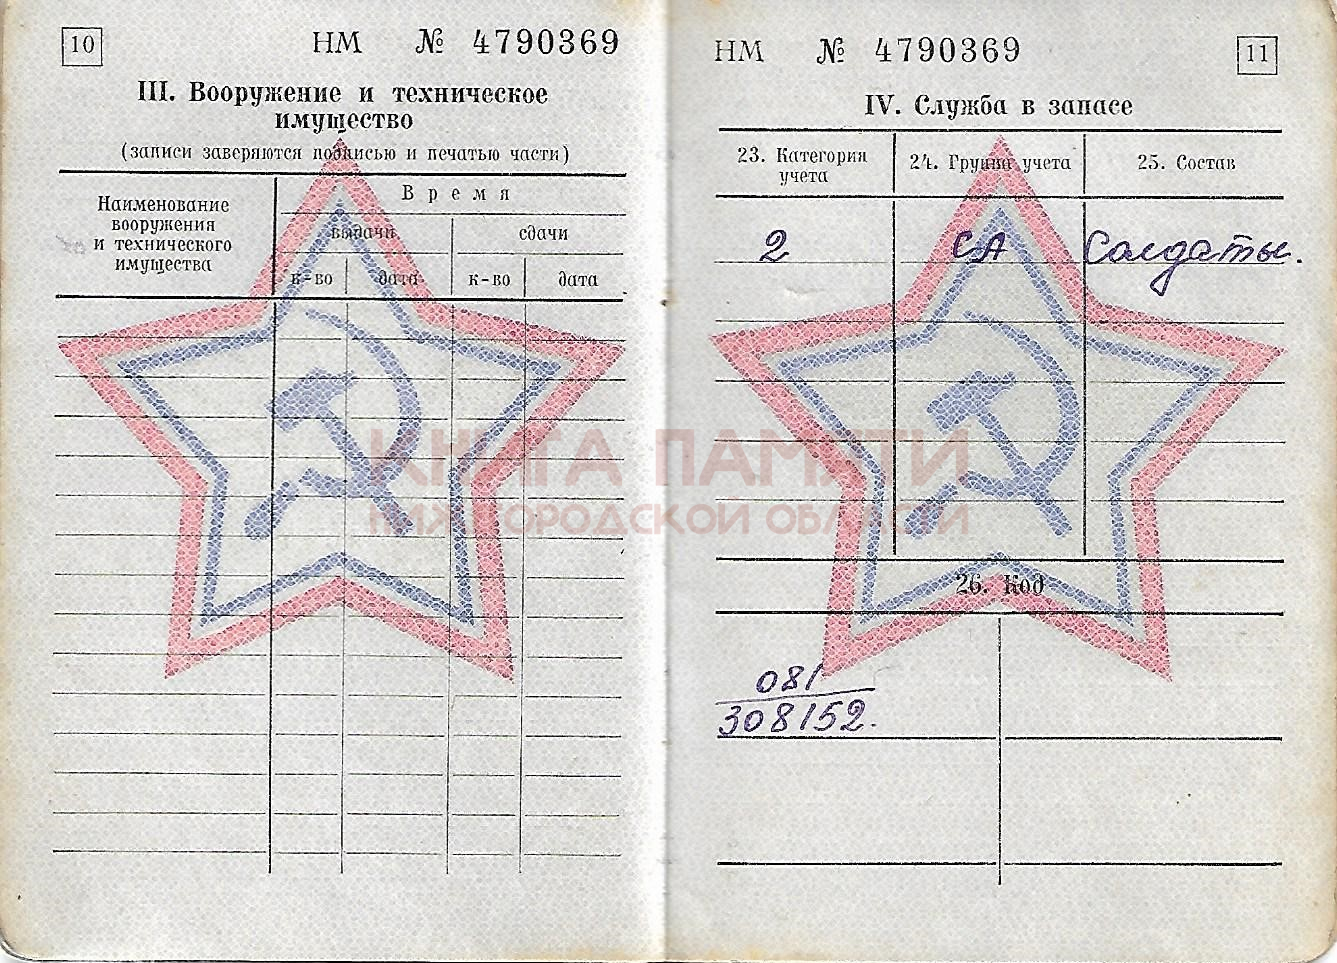 10
НМ № 4790369
III. Вооружение и техническое
имущество
(записи заверяются подписью и печатью части)
Наименование
вооружения
и технического
имущества
Время
выдачи
сдачи
к-во
дата
к-во
дата
НМ № 4790369
11
IV. Служба в запасе
23. Категория
учета
24. Группа учета
25. Состав
2
СА
Солдаты.
КНИГА ПАМЯТИ
НИЖЕГОРОДСКОЙ ОБЛАСТИ
26. Код
081
308152.